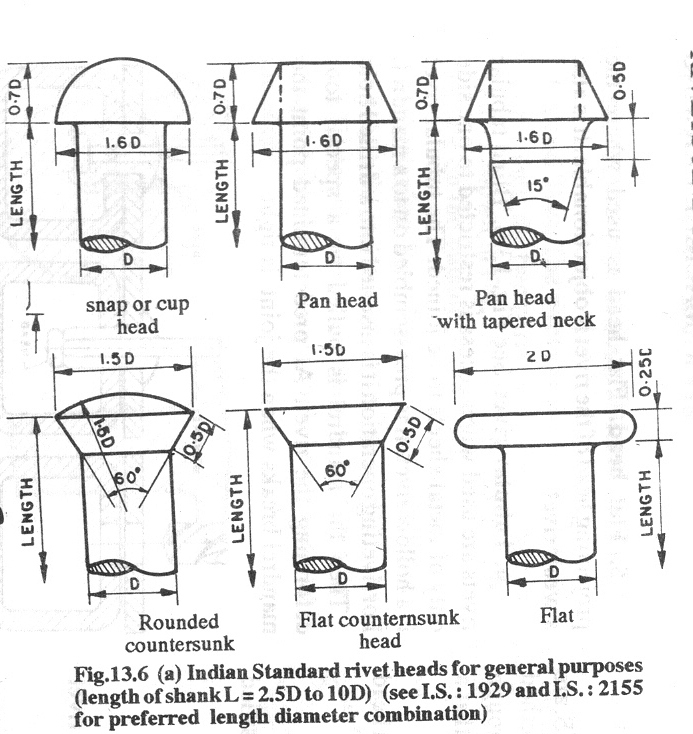 0.7D
LENGTH
1.6D
D
snap or cup
head
0.7D
LENGTH
1.6D
D
Pan head
0.7D
LENGTH
0.5D
1.6D
15°
D
Pan head
with tapered neck
1.5D
1.5D
0.5D
60°
LENGTH
D
Rounded
countersunk
1.5D
0.5D
60°
LENGTH
D
Flat counternsunk
head
2D
0.25D
LENGTH
D
Flat
Fig.13.6 (a) Indian Standard rivet heads for general purposes
(length of shank L = 2.5D to 10D) (see I.S. : 1929 and I.S. : 2155
for preferred length diameter combination)